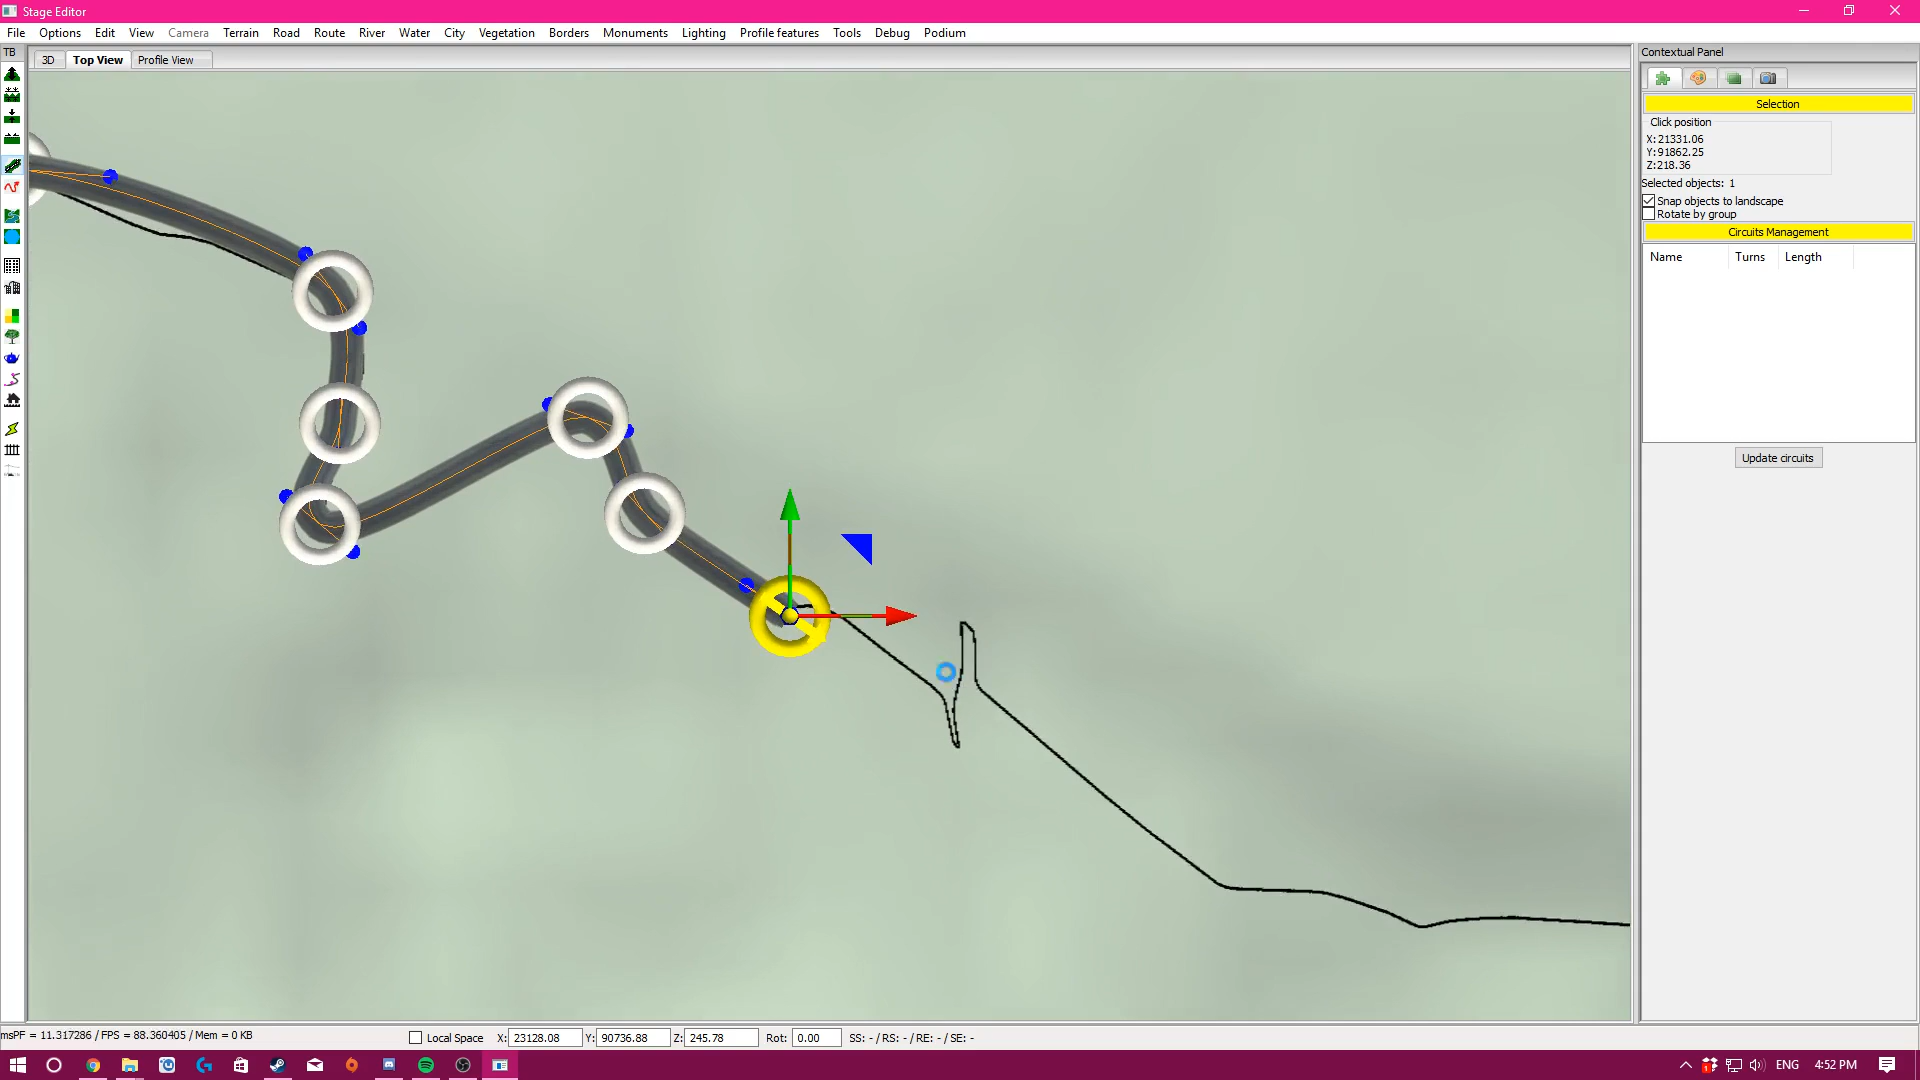 Stage Editor
File Options Edit View Camera Terrain Road Route River Water City Vegetation Borders Monuments Lighting Profile features Tools Debug Podium
TB
3D Top View Profile View
Contextual Panel
Selection
Click position
X:21331.06
Y:91862.25
Z:218.36
Selected objects: 1
Snap objects to landscape
Rotate by group
Circuits Management
Name Turns Length
Update circuits
msPF = 11.317286 / FPS = 88.360405 / Mem = 0 KB
Local Space X: 23128.08 Y: 90736.88 Z: 245.78 Rot: 0.00 SS: - / RS: - / RE: - / SE: -
1 ENG 4:52 PM